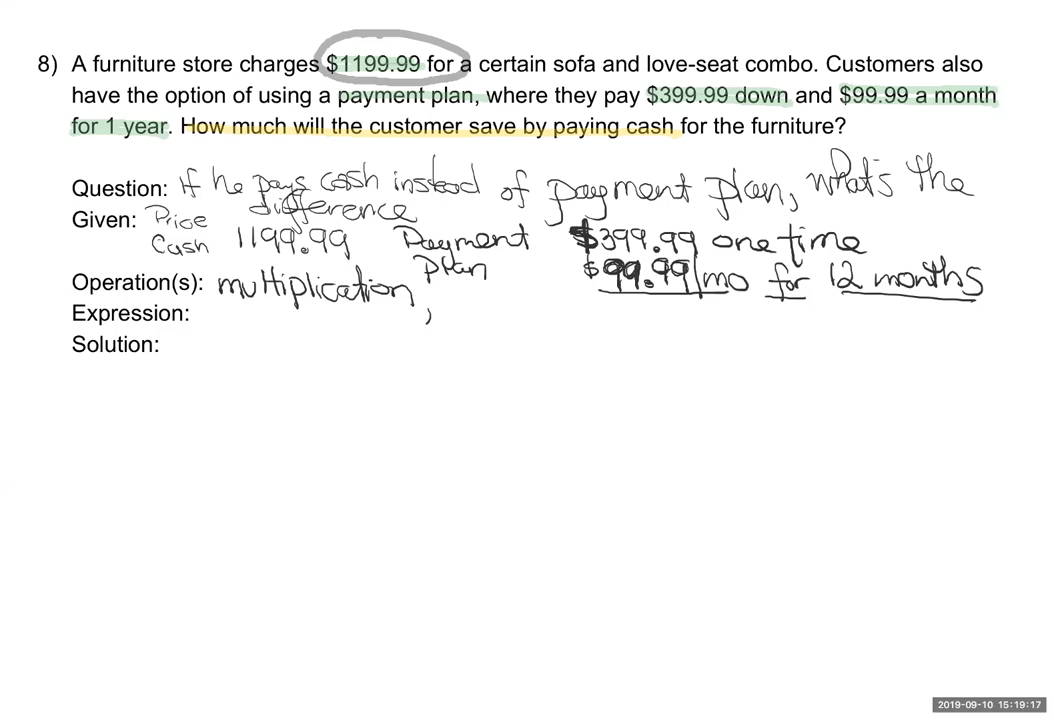 8) A furniture store charges $1199.99 for a certain sofa and love-seat combo. Customers also
have the option of using a payment plan, where they pay $399.99 down and $99.99 a month
for 1 year. How much will the customer save by paying cash for the furniture?
Question: If he pays cash instead of payment plan, what's the
difference
Given: Price Cash 1199.99 Payment plan $399.99 one time
$99.99/mo for 12 months
Operation(s): multiplication,
Expression:
Solution:
2019-09-10 15:19:17